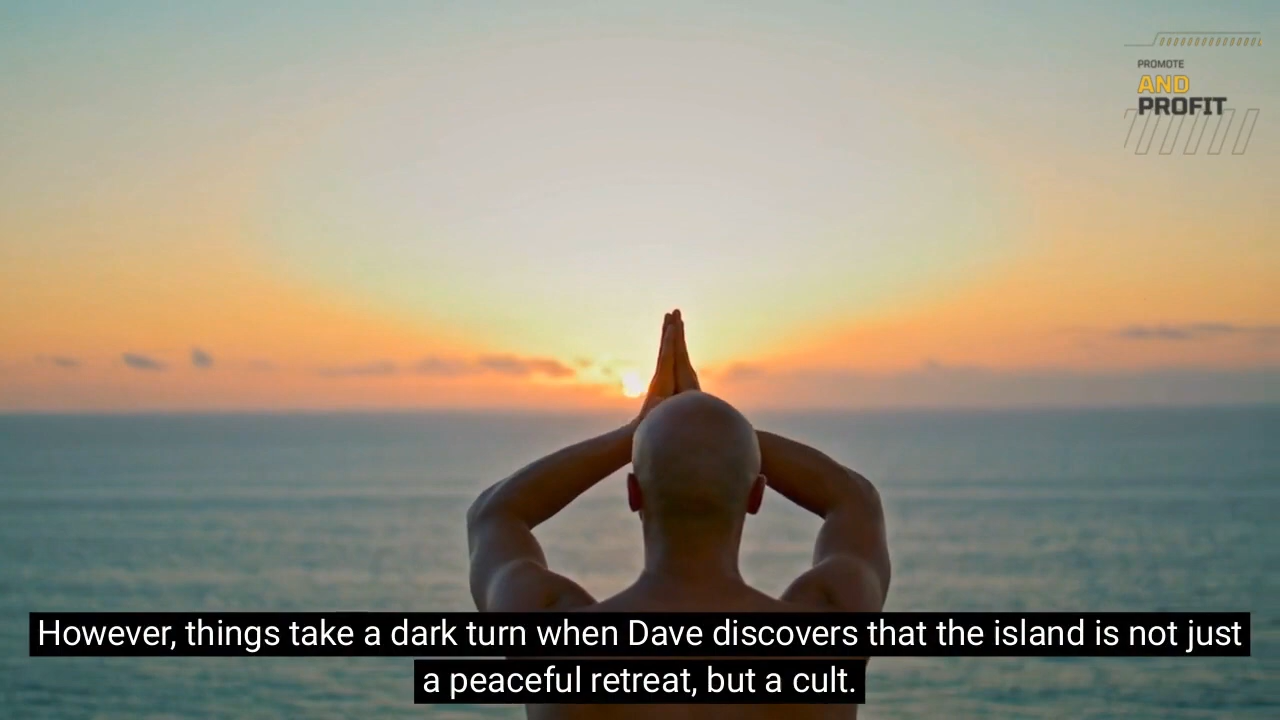 PROMOTE
AND
PROFIT
However, things take a dark turn when Dave discovers that the island is not just
a peaceful retreat, but a cult.